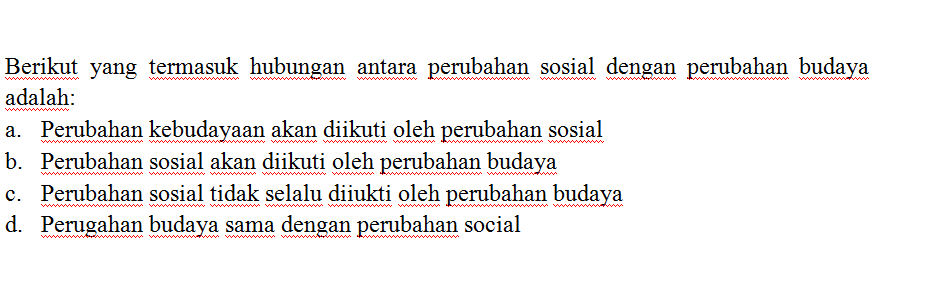 Berikut yang termasuk hubungan antara perubahan sosial dengan perubahan budaya
adalah:
a. Perubahan kebudayaan akan diikuti oleh perubahan sosial
b. Perubahan sosial akan diikuti oleh perubahan budaya
c. Perubahan sosial tidak selalu diiukti oleh perubahan budaya
d. Perugahan budaya sama dengan perubahan social